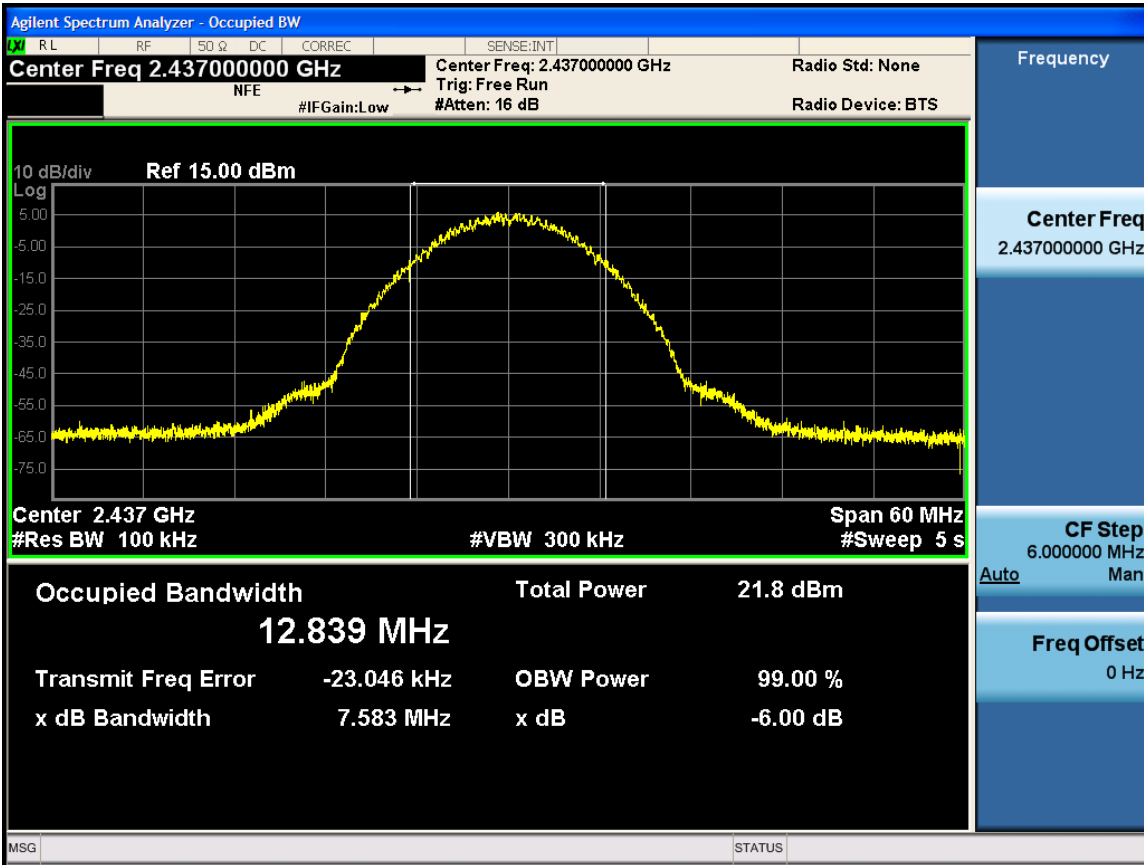 Agilent Spectrum Analyzer - Occupied BW
LXI RL RF 50 Ω DC CORREC SENSE:INT
Center Freq 2.437000000 GHz
NFE
#IFGain:Low
Center Freq: 2.437000000 GHz
Trig: Free Run
#Atten: 16 dB
Radio Std: None
Radio Device: BTS
10 dB/div Ref 15.00 dBm
Log
5.00
-5.00
-15.0
-25.0
-35.0
-45.0
-55.0
-65.0
-75.0
Center 2.437 GHz Span 60 MHz
#Res BW 100 kHz #VBW 300 kHz #Sweep 5 s
Occupied Bandwidth Total Power 21.8 dBm
12.839 MHz
Transmit Freq Error -23.046 kHz OBW Power 99.00 %
x dB Bandwidth 7.583 MHz x dB -6.00 dB
Frequency
Center Freq
2.437000000 GHz
CF Step
6.000000 MHz
Auto Man
Freq Offset
0 Hz
MSG STATUS